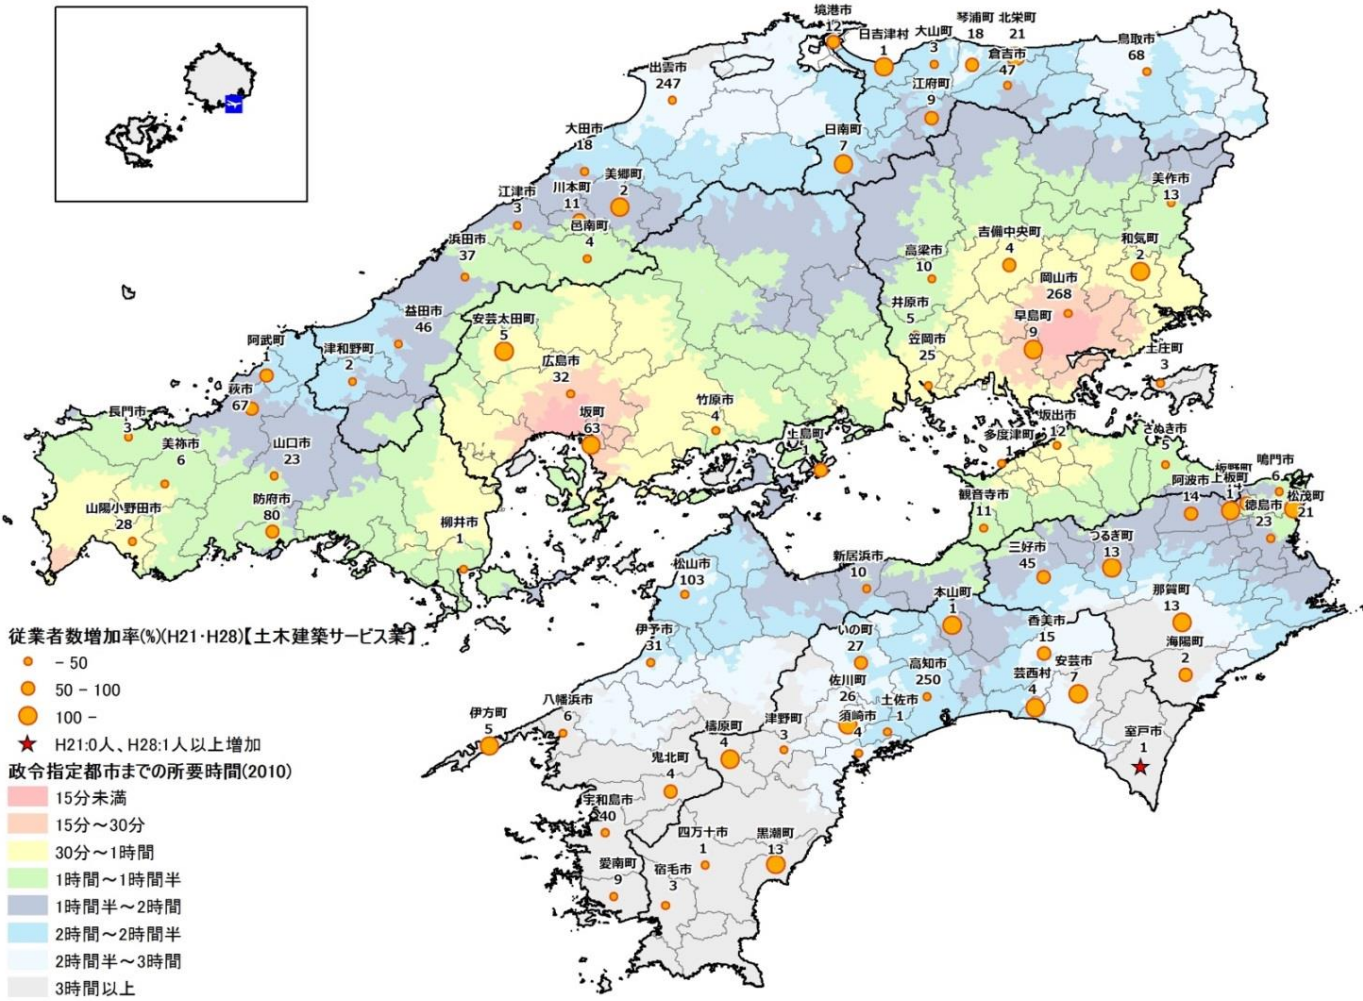 境港市
12
日吉津村
1
大山町
3
琴浦町
18
北栄町
21
倉吉市
47
鳥取市
68
出雲市
247
江府町
9
日南町
7
大田市
18
美郷町
2
川本町
11
江津市
3
邑南町
4
浜田市
37
美作市
13
吉備中央町
4
和気町
2
高梁市
10
岡山市
268
早島町
9
井原市
5
笠岡市
25
益田市
46
安芸太田町
5
広島市
32
阿武町
1
津和野町
2
萩市
67
坂町
63
竹原市
4
土庄町
3
長門市
3
美祢市
6
山口市
23
坂出市
12
多度津町
1
さぬき市
5
上島町
1
鳴門市
6
板野町
上板町
1
阿波市
14
松茂町
21
徳島市
23
山陽小野田市
28
防府市
80
柳井市
1
観音寺市
11
つるぎ町
13
三好市
45
松山市
103
新居浜市
10
本山町
1
那賀町
13
伊予市
31
いの町
27
香美市
15
海陽町
2
高知市
250
安芸市
7
佐川町
26
芸西村
4
土佐市
1
八幡浜市
6
伊方町
5
梼原町
4
津野町
3
須崎市
4
室戸市
1
鬼北町
4
宇和島市
40
四万十市
1
黒潮町
13
愛南町
9
宿毛市
3
従業者数増加率(%)(H21・H28)【土木建築サービス業】
- 50
50 - 100
100 -
H21:0人、H28:1人以上増加
政令指定都市までの所要時間(2010)
15分未満
15分～30分
30分～1時間
1時間～1時間半
1時間半～2時間
2時間～2時間半
2時間半～3時間
3時間以上